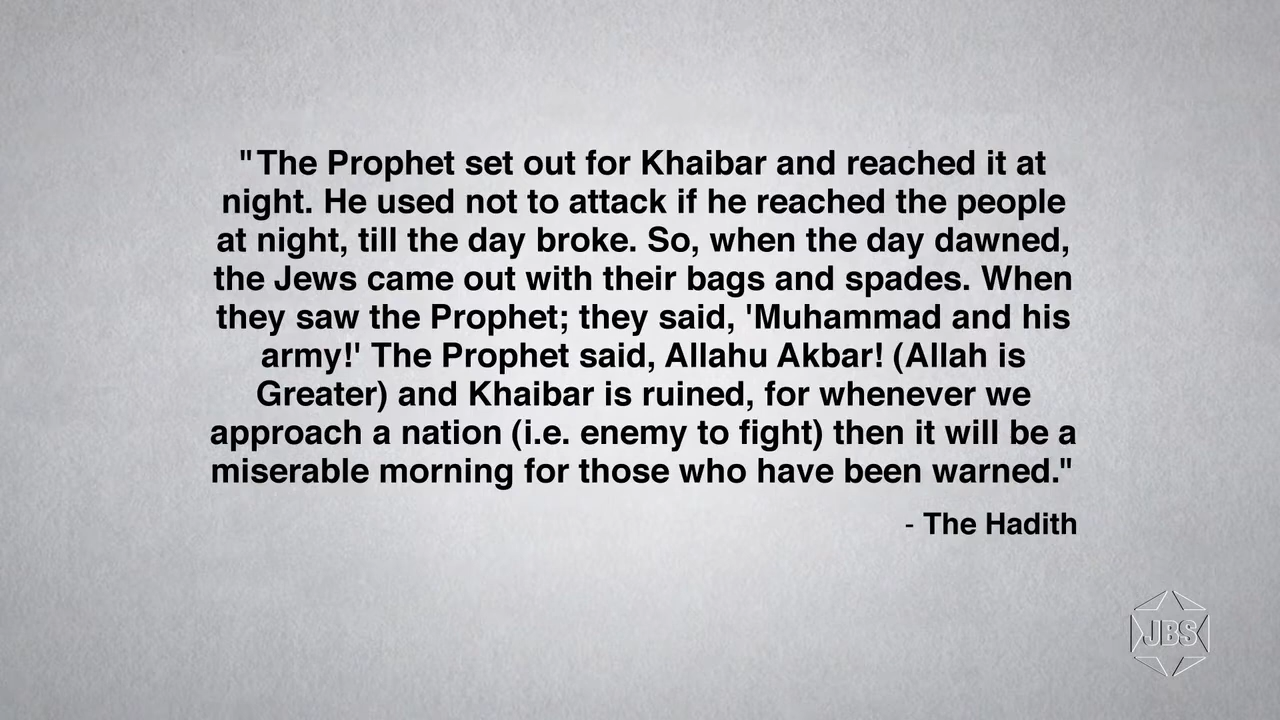 "The Prophet set out for Khaibar and reached it at
night. He used not to attack if he reached the people
at night, till the day broke. So, when the day dawned,
the Jews came out with their bags and spades. When
they saw the Prophet; they said, 'Muhammad and his
army!' The Prophet said, Allahu Akbar! (Allah is
Greater) and Khaibar is ruined, for whenever we
approach a nation (i.e. enemy to fight) then it will be a
miserable morning for those who have been warned."
- The Hadith
JBS